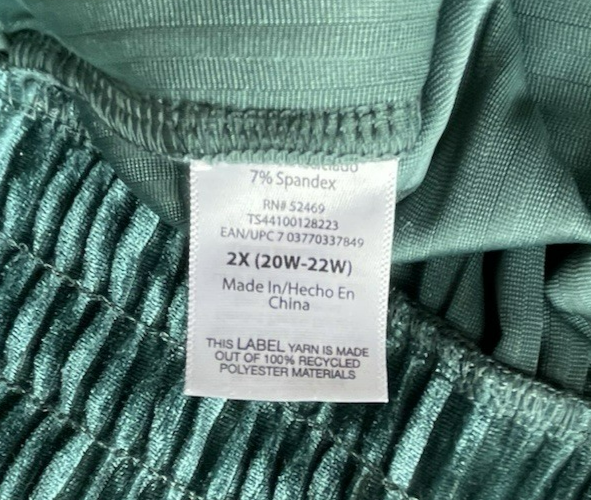 7% Spandex
RN# 52469
TS44100128223
EAN/UPC 7 03770337849
2X (20W-22W)
Made In/Hecho En
China
THIS LABEL YARN IS MADE
OUT OF 100% RECYCLED
POLYESTER MATERIALS